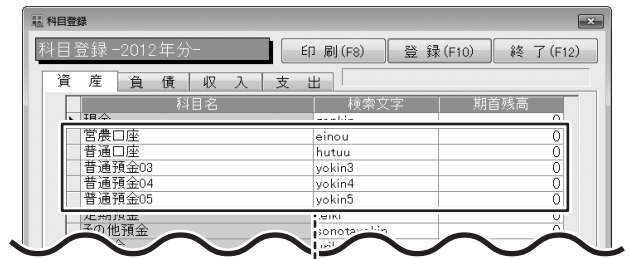 科目登録
科目登録 -2012年分-
印 刷(F8) 登 録(F10) 終 了(F12)
資 産 負 債 収 入 支 出
科目名 検索文字 期首残高
現金 genkin 0
営農口座 einou 0
普通口座 hutuu 0
普通預金03 yokin3 0
普通預金04 yokin4 0
普通預金05 yokin5 0
定期預金 teiki 0
その他預金 sonotayokin 0